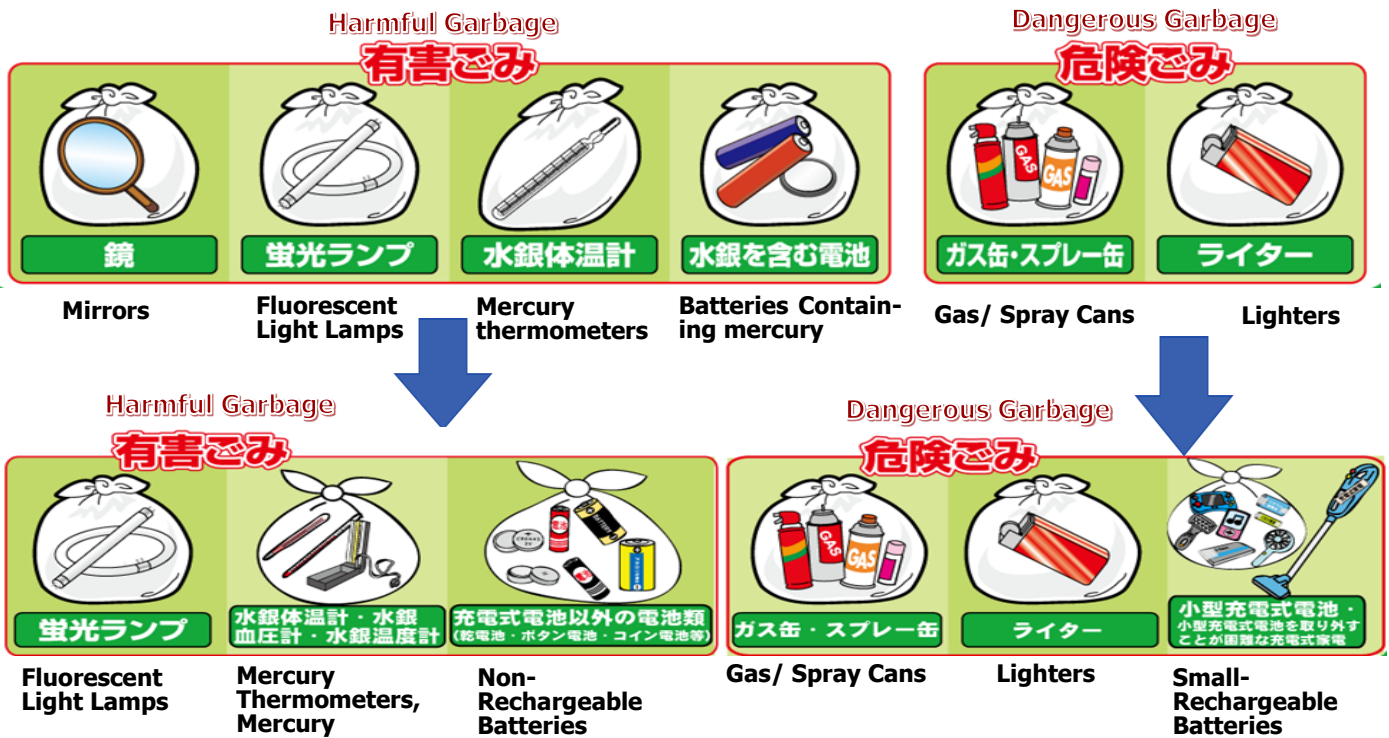 Harmful Garbage
有害ごみ
鏡
蛍光ランプ
水銀体温計
水銀を含む電池
Mirrors
Fluorescent
Light Lamps
Mercury
thermometers
Batteries Contain-
ing mercury
Dangerous Garbage
危険ごみ
GAS
GAS
ガス缶・スプレー缶
ライター
Gas/ Spray Cans
Lighters
Harmful Garbage
有害ごみ
BATTERY
蛍光ランプ
水銀体温計・水銀
血圧計・水銀温度計
充電式電池以外の電池類
(乾電池・ボタン電池・コイン電池等)
Fluorescent
Light Lamps
Mercury
Thermometers,
Mercury
Non-
Rechargeable
Batteries
Dangerous Garbage
危険ごみ
GAS
GAS
ガス缶・スプレー缶
ライター
小型充電式電池・
小型充電式電池を取り外す
ことが困難な充電式家電
Gas/ Spray Cans
Lighters
Small-
Rechargeable
Batteries